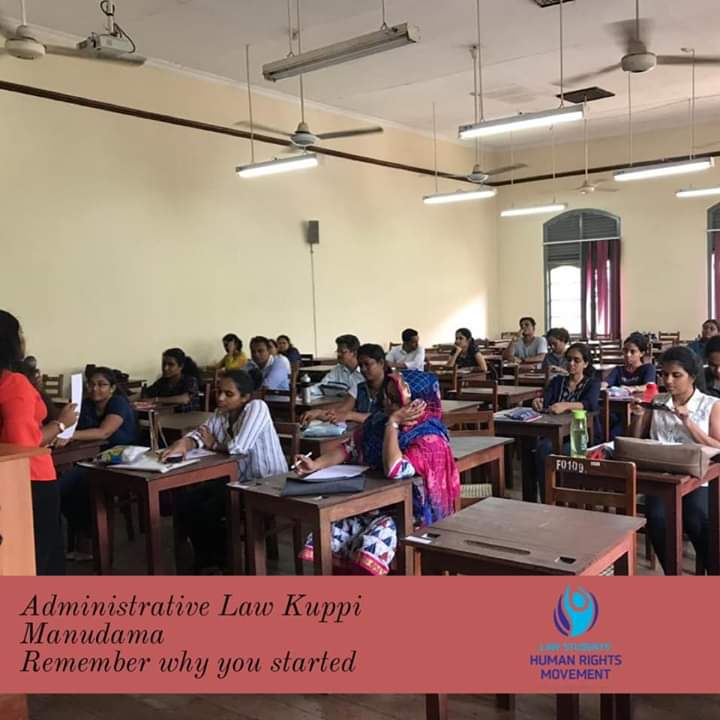 F0109
Administrative Law Kuppi
Manudama
Remember why you started
LAW STUDENTS'
HUMAN RIGHTS
MOVEMENT